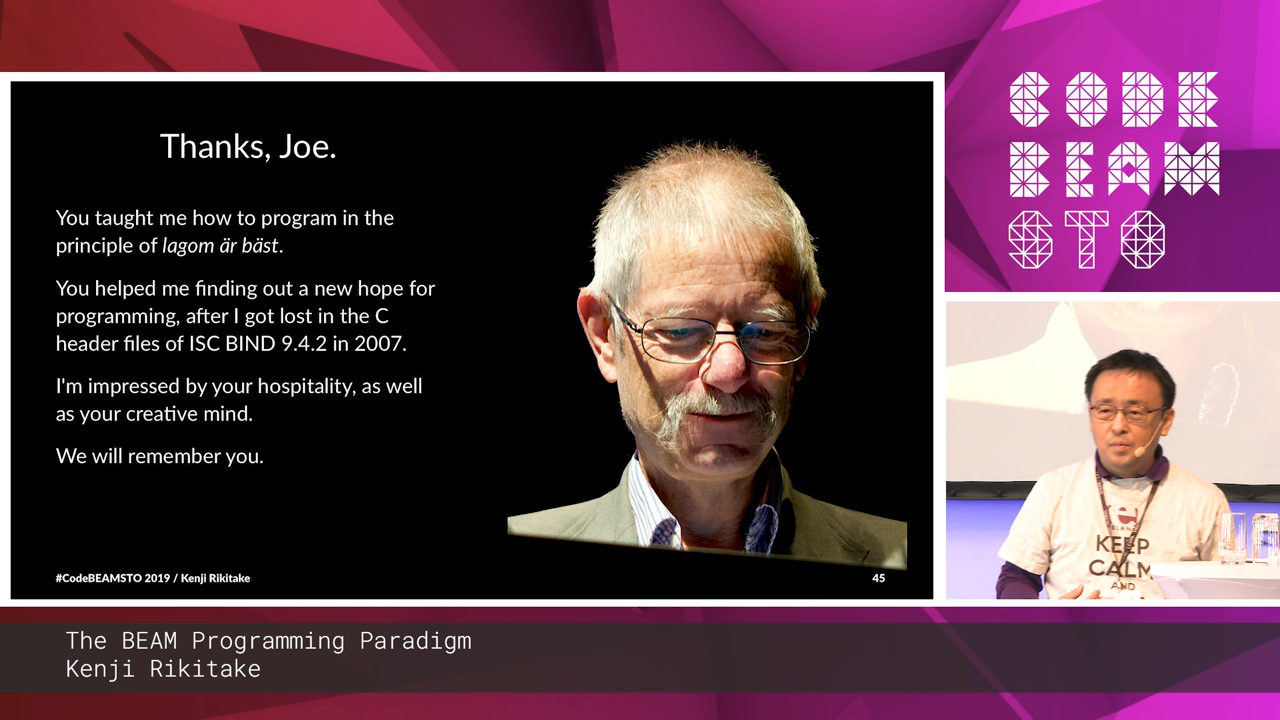 Thanks, Joe.
You taught me how to program in the
principle of lagom är bäst.
You helped me finding out a new hope for
programming, after I got lost in the C
header files of ISC BIND 9.4.2 in 2007.
I'm impressed by your hospitality, as well
as your creative mind.
We will remember you.
#CodeBEAMSTO 2019 / Kenji Rikitake
45
CODE
BEAM
STO
KEEP
CALM
AND
The BEAM Programming Paradigm
Kenji Rikitake